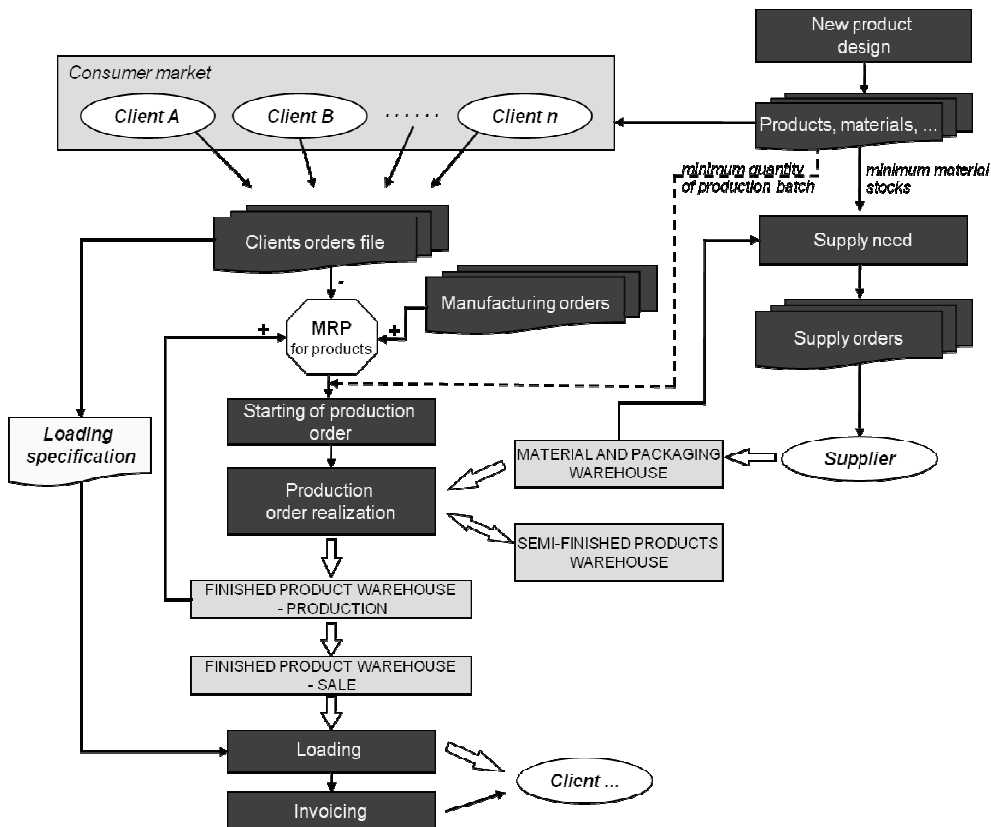 New product
design
Consumer market
Client A
Client B
. . . . . .
Client n
Products, materials, ...
minimum quantity
of production batch
minimum material
stocks
Clients orders file
Supply need
-
Manufacturing orders
+
MRP
for products
+
Supply orders
Starting of production
order
Loading
specification
MATERIAL AND PACKAGING
WAREHOUSE
Supplier
Production
order realization
SEMI-FINISHED PRODUCTS
WAREHOUSE
FINISHED PRODUCT WAREHOUSE
- PRODUCTION
FINISHED PRODUCT WAREHOUSE
- SALE
Loading
Client ...
Invoicing